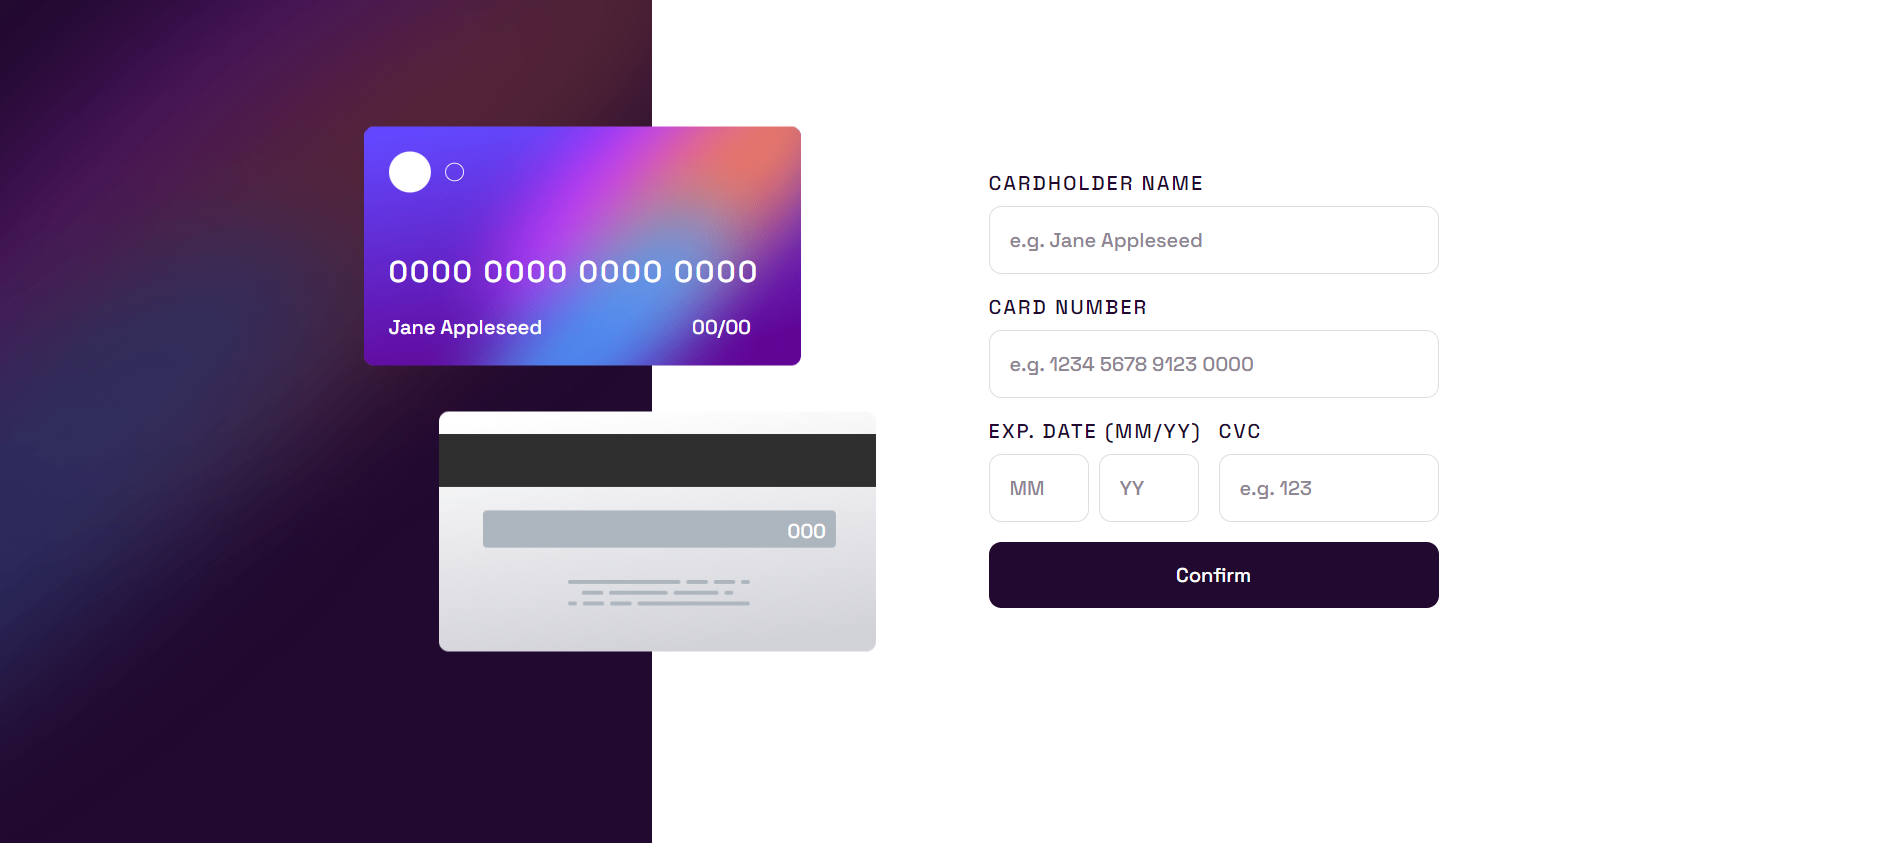 0000 0000 0000 0000
Jane Appleseed 00/00
000
CARDHOLDER NAME
e.g. Jane Appleseed
CARD NUMBER
e.g. 1234 5678 9123 0000
EXP. DATE (MM/YY) CVC
MM YY e.g. 123
Confirm